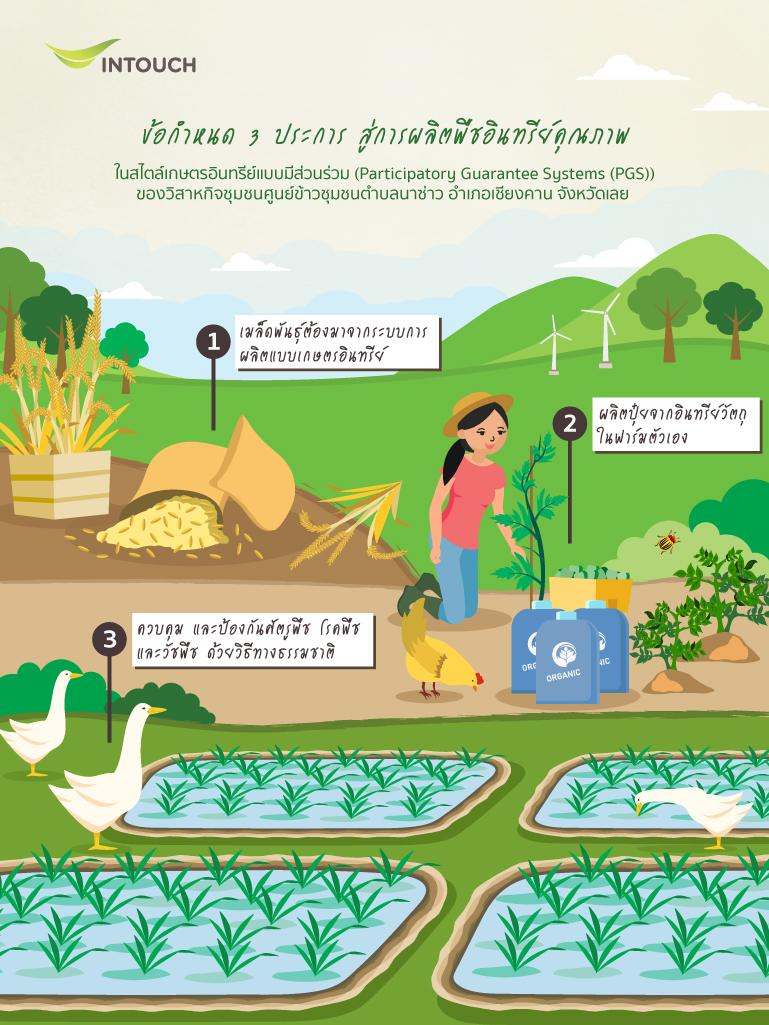 INTOUCH
ข้อกำหนด 3 ประการ สู่การผลิตพืชอินทรีย์คุณภาพ
ในสไตล์เกษตรอินทรีย์แบบมีส่วนร่วม (Participatory Guarantee Systems (PGS))
ของวิสาหกิจชุมชนศูนย์ข้าวชุมชนตำบลนาซ่าว อำเภอเชียงคาน จังหวัดเลย
1
เมล็ดพันธุ์ต้องมาจากระบบการ
ผลิตแบบเกษตรอินทรีย์
2
ผลิตปุ๋ยจากอินทรีย์วัตถุ
ในฟาร์มตัวเอง
3
ควบคุม และป้องกันศัตรูพืช โรคพืช
และวัชพืช ด้วยวิธีทางธรรมชาติ
ORG
NIC
ORGANIC